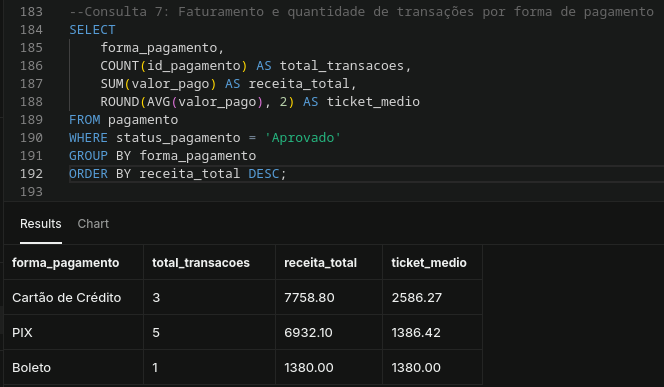 183 --Consulta 7: Faturamento e quantidade de transações por forma de pagamento
184 SELECT
185 forma_pagamento,
186 COUNT(id_pagamento) AS total_transacoes,
187 SUM(valor_pago) AS receita_total,
188 ROUND(AVG(valor_pago), 2) AS ticket_medio
189 FROM pagamento
190 WHERE status_pagamento = 'Aprovado'
191 GROUP BY forma_pagamento
192 ORDER BY receita_total DESC;
193
Results Chart
forma_pagamento total_transacoes receita_total ticket_medio
Cartão de Crédito 3 7758.80 2586.27
PIX 5 6932.10 1386.42
Boleto 1 1380.00 1380.00